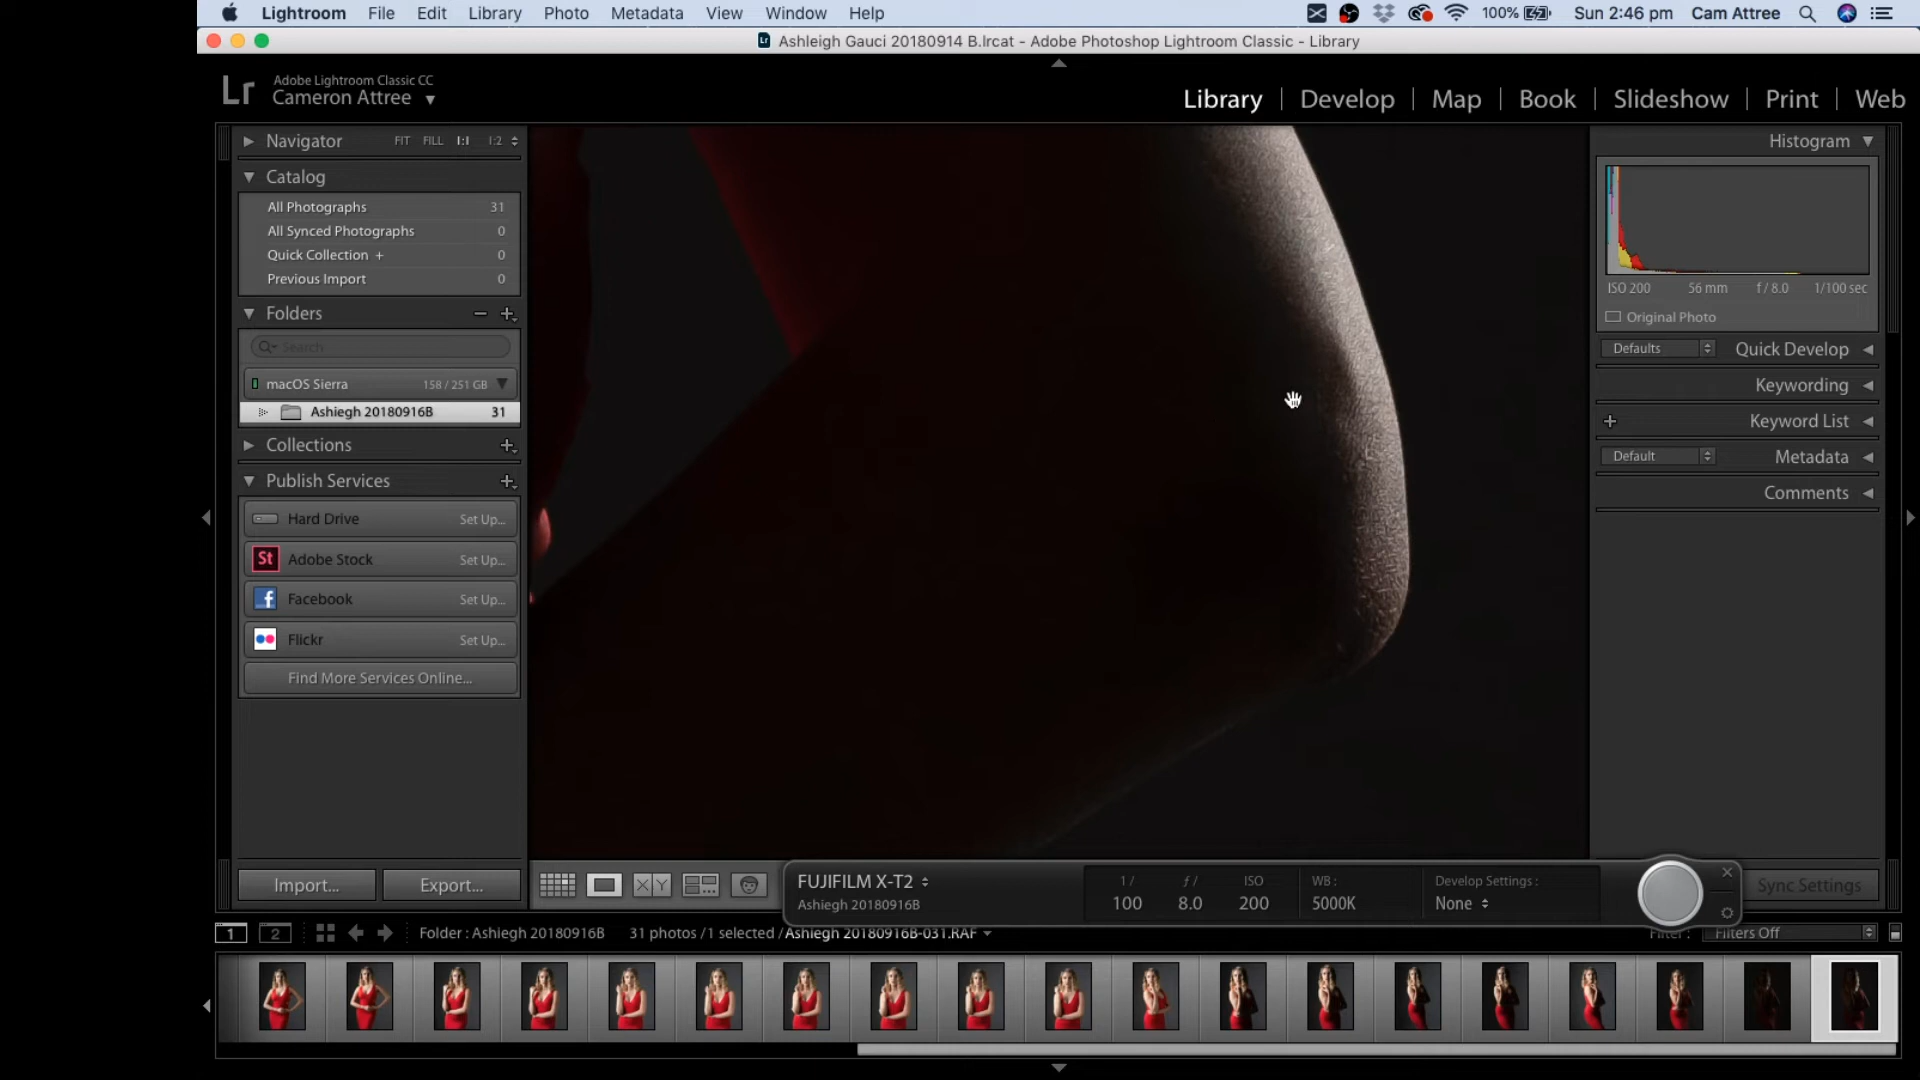 Lightroom File Edit Library Photo Metadata View Window Help 100% Sun 2:46 pm Cam Attree
Ashleigh Gauci 20180914 B.lrcat - Adobe Photoshop Lightroom Classic - Library
Lr Adobe Lightroom Classic CC
Cameron Attree
Library Develop Map Book Slideshow Print Web
Navigator FIT FILL 1:1 1:2
Catalog
All Photographs 31
All Synced Photographs 0
Quick Collection + 0
Previous Import 0
Folders
Search
macOS Sierra 158 / 251 GB
Ashiegh 20180916B 31
Collections
Publish Services
Hard Drive Set Up...
St Adobe Stock Set Up...
f Facebook Set Up...
Flickr Set Up...
Find More Services Online...
Import... Export...
Histogram
ISO 200 56 mm f / 8.0 1/100 sec
Original Photo
Defaults Quick Develop
Keywording
Keyword List
Default Metadata
Comments
XY
FUJIFILM X-T2
Ashiegh 20180916B
1 / f / ISO WB : Develop Settings :
100 8.0 200 5000K None
Sync Settings
1 2 Folder : Ashiegh 20180916B 31 photos / 1 selected / Ashiegh 20180916B-031.RAF Filter : Filters Off